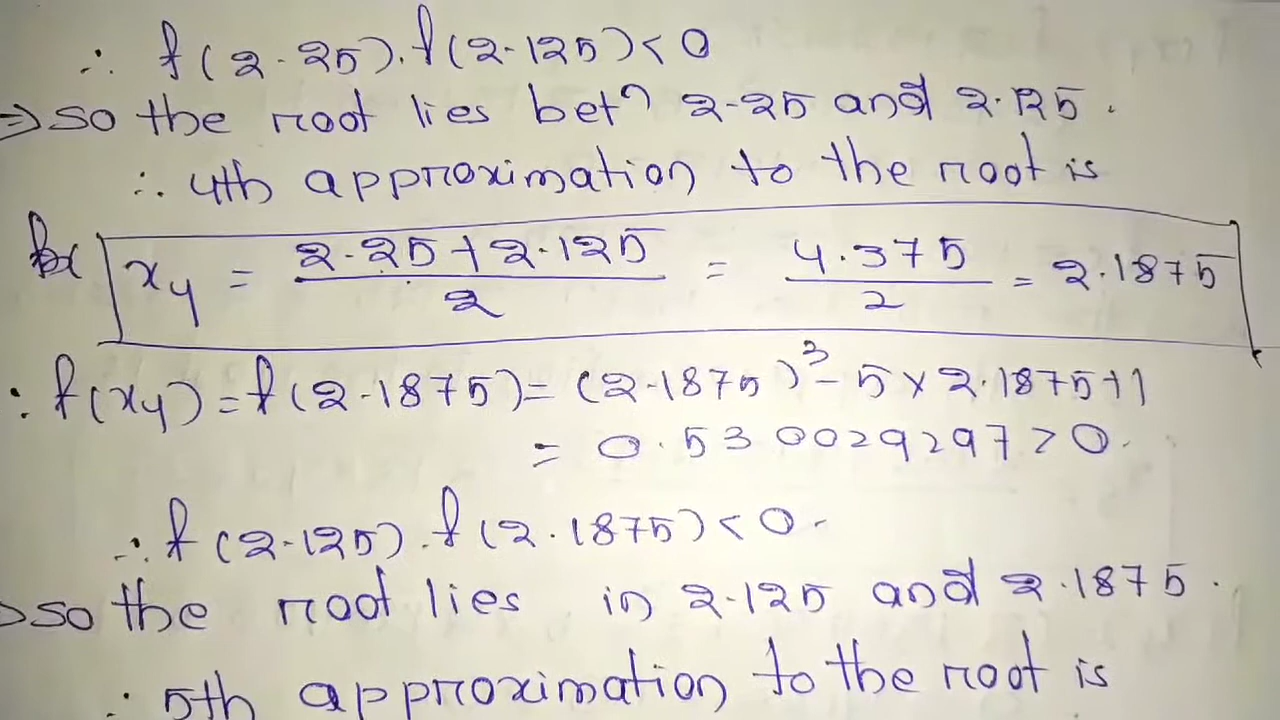 ∴ f(2.25).f(2.125)<0
⇒ so the root lies betⁿ 2.25 and 2.125.
∴ 4th approximation to the root is
x₄ = (2.25+2.125)/2 = 4.375/2 = 2.1875
∴ f(x₄) = f(2.1875) = (2.1875)³ - 5×2.1875+1
= 0.530029297>0.
∴ f(2.125).f(2.1875)<0.
⇒ so the root lies in 2.125 and 2.1875.
∴ 5th approximation to the root is